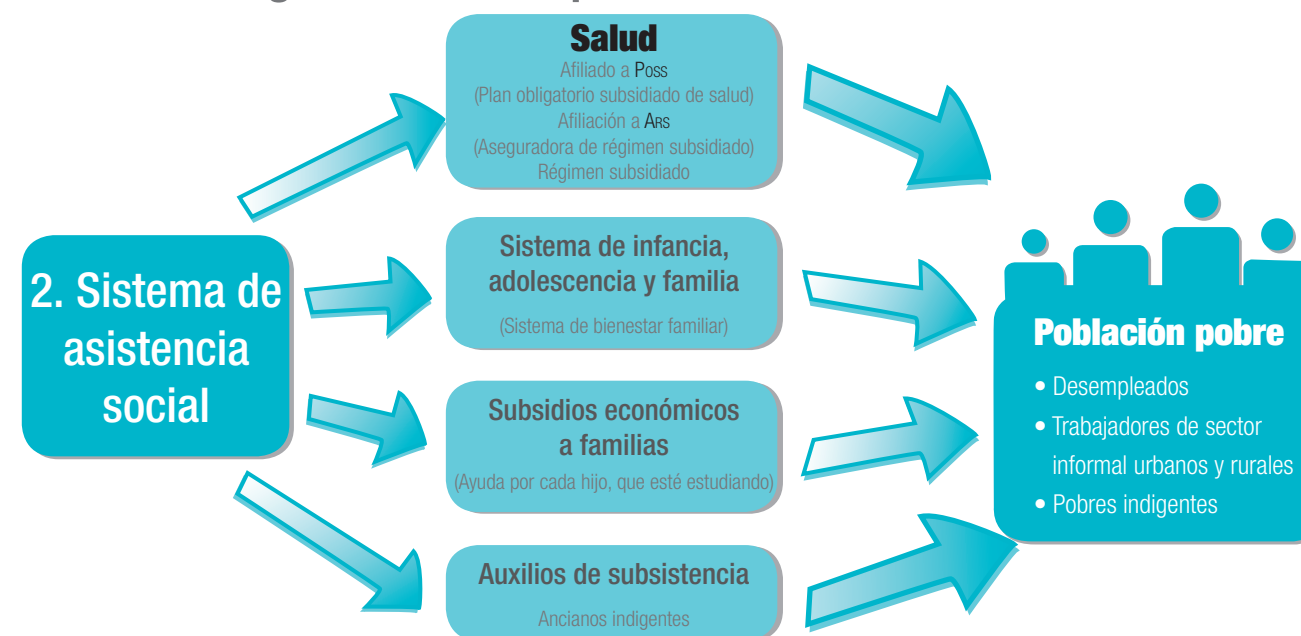 2. Sistema de
asistencia
social
Salud
Afiliado a Poss
(Plan obligatorio subsidiado de salud)
Afiliación a Ars
(Aseguradora de régimen subsidiado)
Régimen subsidiado
Sistema de infancia,
adolescencia y familia
(Sistema de bienestar familiar)
Subsidios económicos
a familias
(Ayuda por cada hijo, que esté estudiando)
Auxilios de subsistencia
Ancianos indigentes
Población pobre
• Desempleados
• Trabajadores de sector
informal urbanos y rurales
• Pobres indigentes